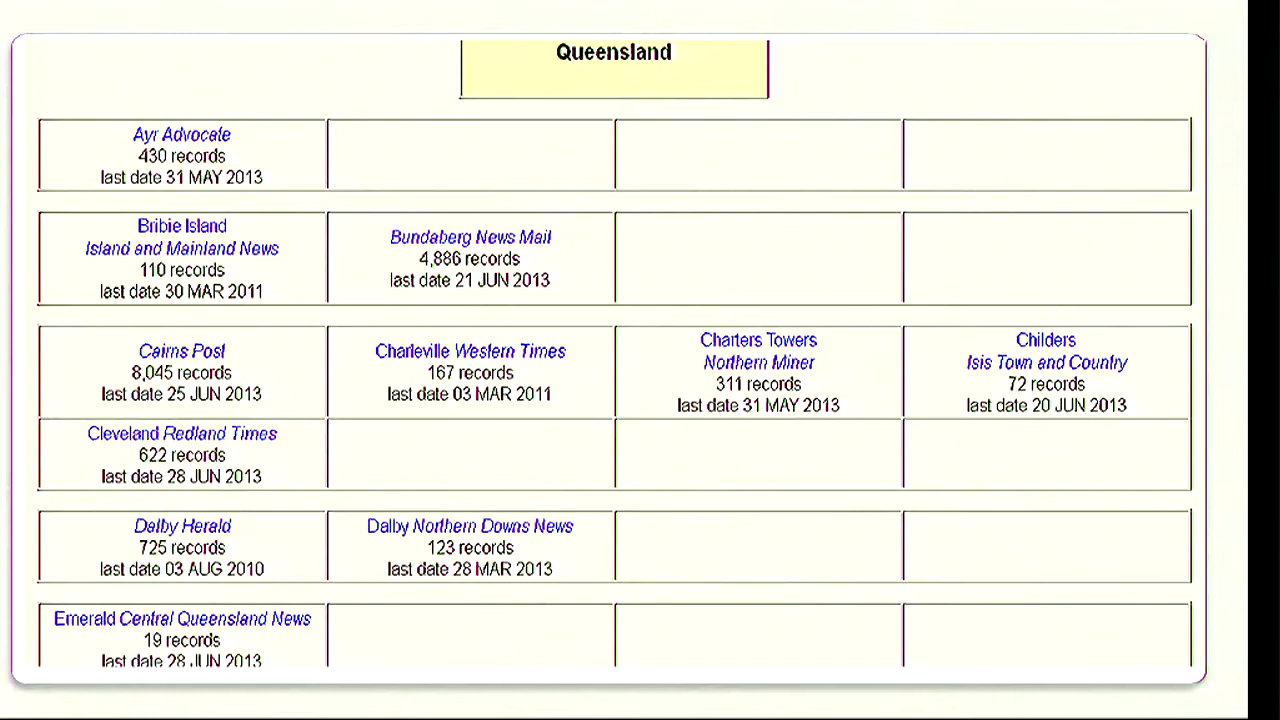 Queensland
Ayr Advocate
430 records
last date 31 MAY 2013
Bribie Island
Island and Mainland News
110 records
last date 30 MAR 2011
Bundaberg News Mail
4,886 records
last date 21 JUN 2013
Cairns Post
8,045 records
last date 25 JUN 2013
Charleville Western Times
167 records
last date 03 MAR 2011
Charters Towers
Northern Miner
311 records
last date 31 MAY 2013
Childers
Isis Town and Country
72 records
last date 20 JUN 2013
Cleveland Redland Times
622 records
last date 28 JUN 2013
Dalby Herald
725 records
last date 03 AUG 2010
Dalby Northern Downs News
123 records
last date 28 MAR 2013
Emerald Central Queensland News
19 records
last date 28 JUN 2013